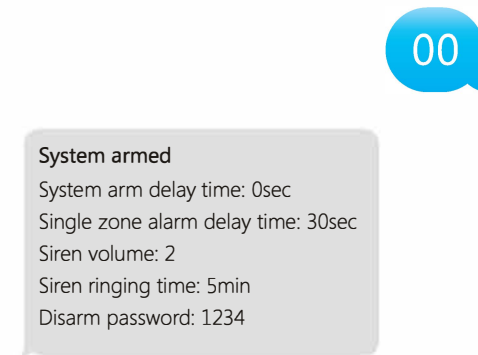 00
System armed
System arm delay time: 0sec
Single zone alarm delay time: 30sec
Siren volume: 2
Siren ringing time: 5min
Disarm password: 1234